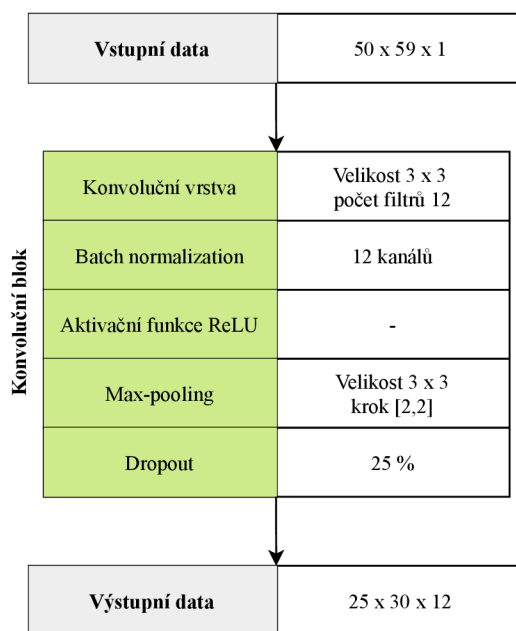 Vstupní data
50 x 59 x 1
Konvoluční blok
Konvoluční vrstva
Velikost 3 x 3
počet filtrů 12
Batch normalization
12 kanálů
Aktivační funkce ReLU
-
Max-pooling
Velikost 3 x 3
krok [2,2]
Dropout
25 %
Výstupní data
25 x 30 x 12